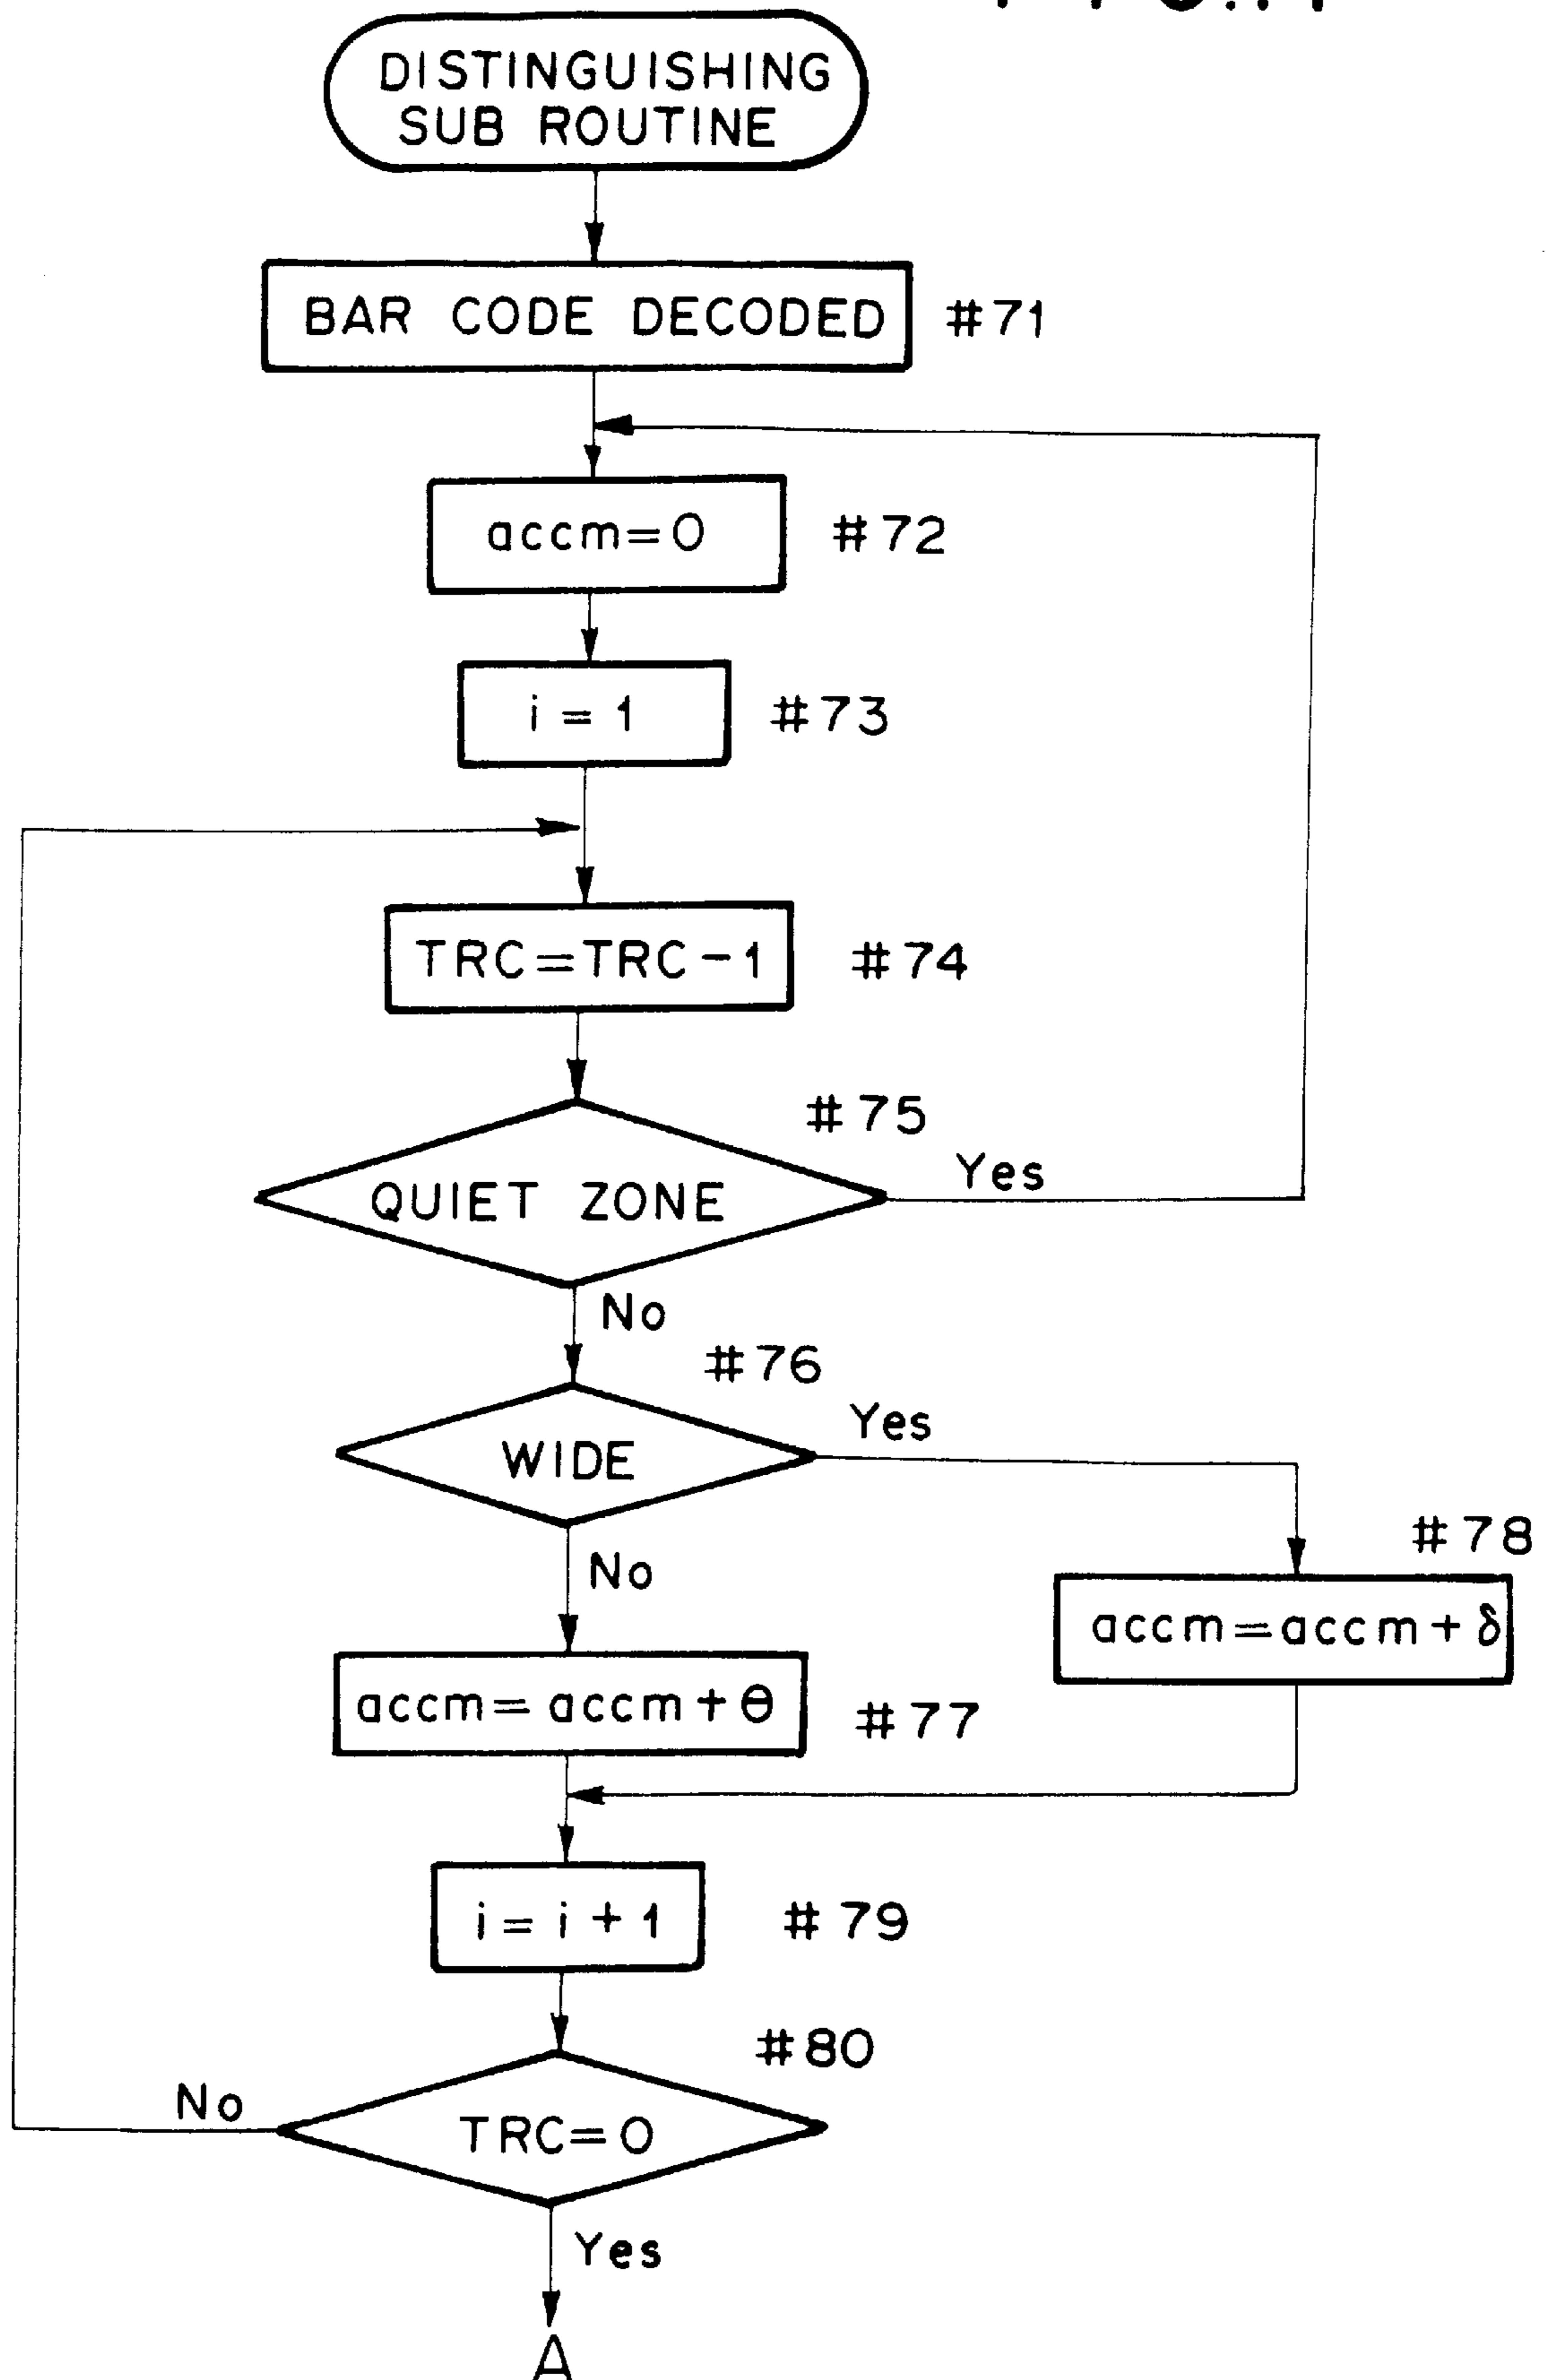 DISTINGUISHING
SUB ROUTINE
BAR CODE DECODED
#71
accm=0
#72
i = 1
#73
TRC=TRC-1
#74
#75
QUIET ZONE
Yes
No
#76
WIDE
Yes
No
#78
accm=accm+δ
accm=accm+θ
#77
i = i + 1
#79
#80
TRC=0
No
Yes
A